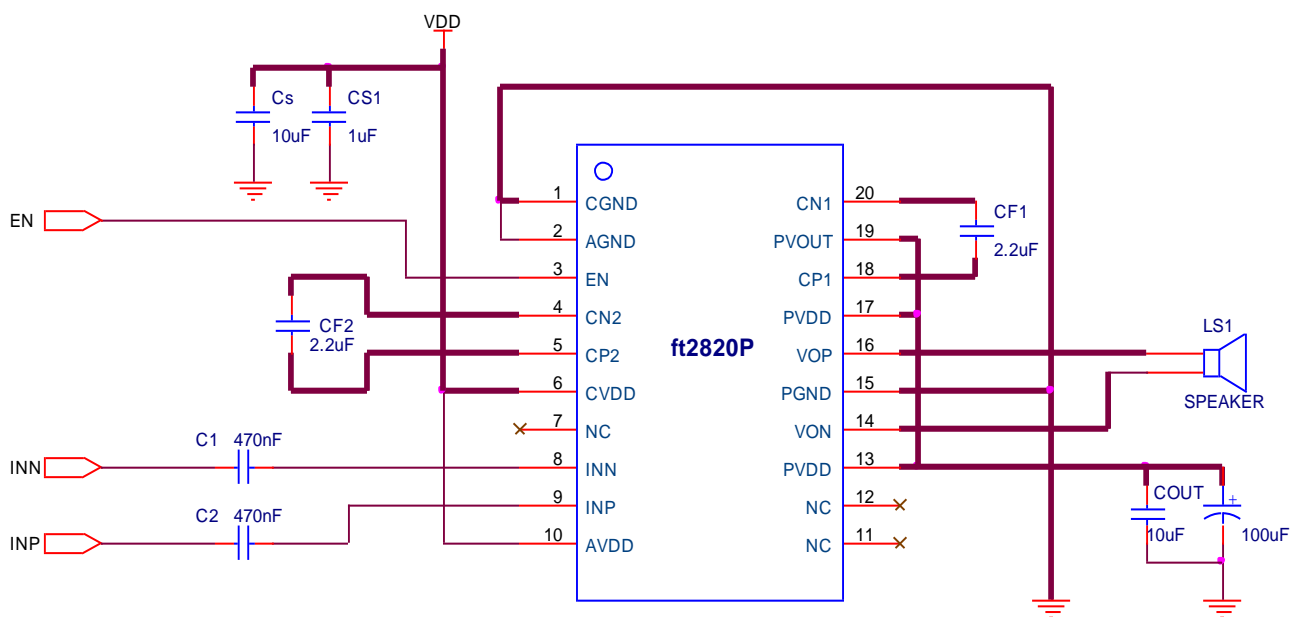 VDD
Cs
CS1
10uF
1uF
EN
1
CGND
2
AGND
3
EN
4
CN2
5
CP2
6
CVDD
7
NC
8
INN
9
INP
10
AVDD
CF2
2.2uF
C1
470nF
INN
C2
470nF
INP
ft2820P
20
CN1
19
PVOUT
18
CP1
17
PVDD
16
VOP
15
PGND
14
VON
13
PVDD
12
NC
11
NC
CF1
2.2uF
LS1
SPEAKER
COUT
+
10uF
100uF